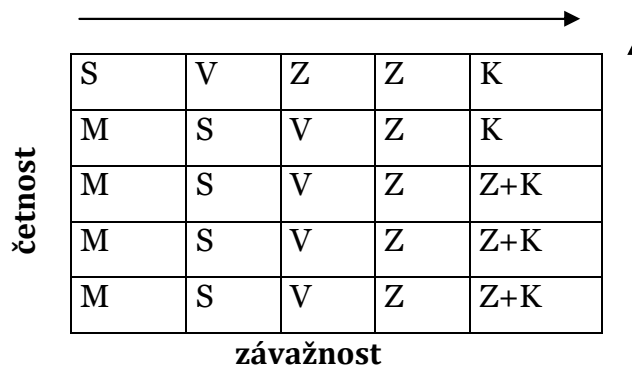 S V Z Z K
M S V Z K
M S V Z Z+K
M S V Z Z+K
M S V Z Z+K
četnost
závažnost